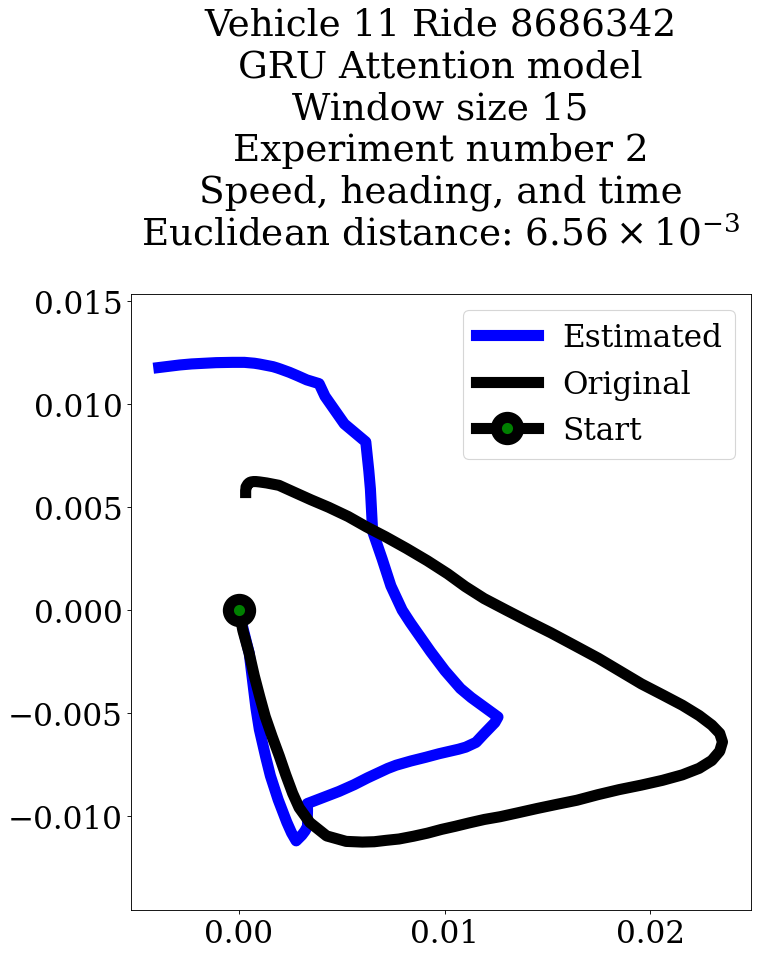 Vehicle 11 Ride 8686342
GRU Attention model
Window size 15
Experiment number 2
Speed, heading, and time
Euclidean distance: 6.56 × 10⁻³
0.015
0.010
0.005
0.000
−0.005
−0.010
Estimated
Original
Start
0.00 0.01 0.02